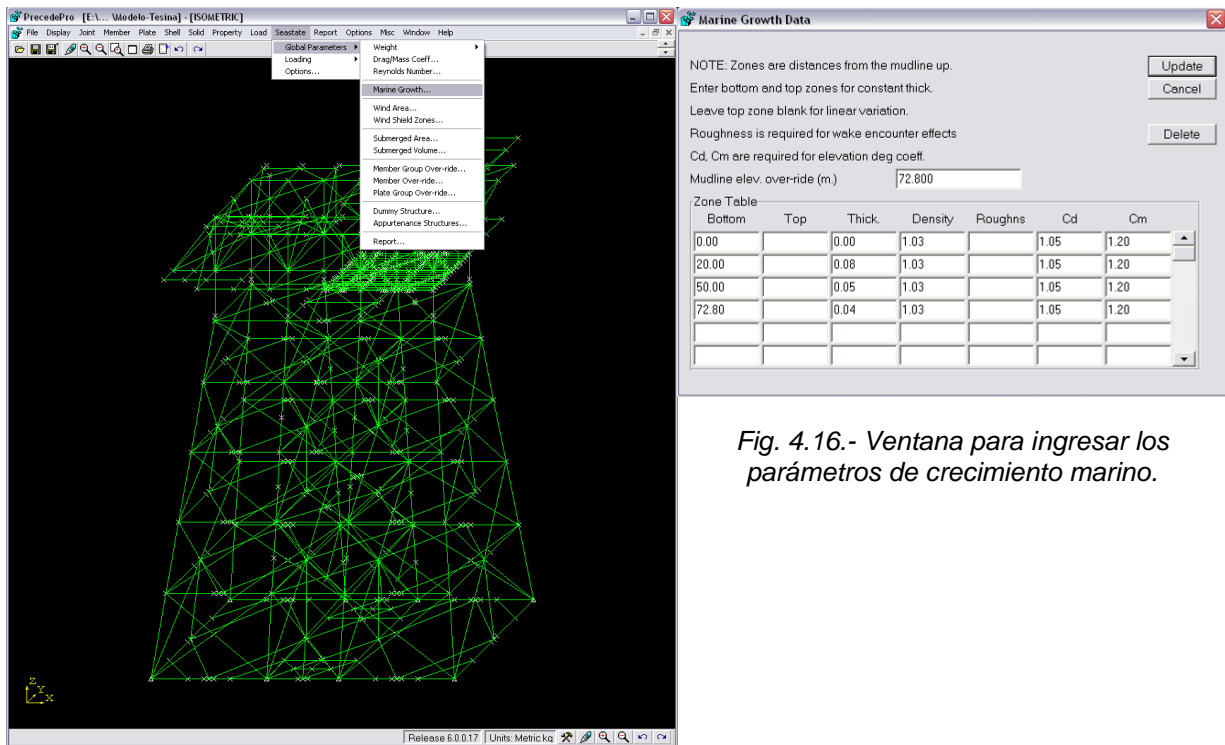 PrecedePro [E:\... \Modelo-Tesina] - [ISOMETRIC]
File Display Joint Member Plate Shell Solid Property Load Seastate Report Options Misc Window Help
Global Parameters
Loading
Options...
Weight
Drag/Mass Coeff...
Reynolds Number...
Marine Growth...
Wind Area...
Wind Shield Zones...
Submerged Area...
Submerged Volume...
Member Group Over-ride...
Member Over-ride...
Plate Group Over-ride...
Dummy Structure...
Appurtenance Structures...
Report...
Z
Y
X
Release 6.0.0.17 Units: Metric kg
Marine Growth Data
NOTE: Zones are distances from the mudline up.
Enter bottom and top zones for constant thick.
Leave top zone blank for linear variation.
Roughness is required for wake encounter effects
Cd, Cm are required for elevation deg coeff.
Mudline elev. over-ride (m.) 72.800
Update
Cancel
Delete
Zone Table
Bottom Top Thick. Density Roughns Cd Cm
0.00 0.00 1.03 1.05 1.20
20.00 0.08 1.03 1.05 1.20
50.00 0.05 1.03 1.05 1.20
72.80 0.04 1.03 1.05 1.20
Fig. 4.16.- Ventana para ingresar los
parámetros de crecimiento marino.